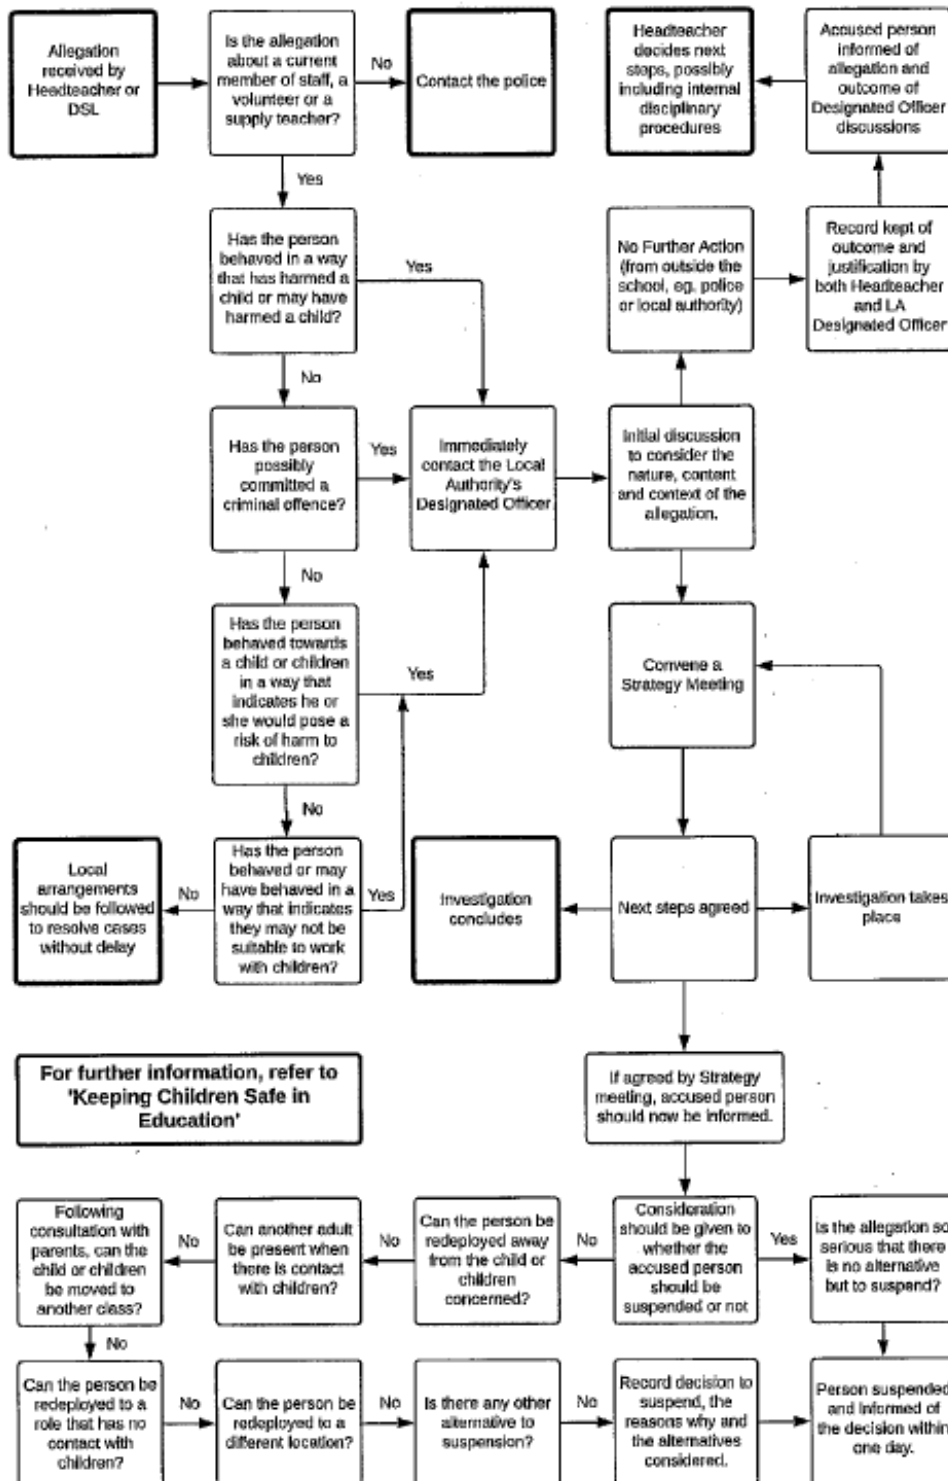 Allegation
received by
Headteacher or
DSL
Is the allegation
about a current
member of staff, a
volunteer or a
supply teacher?
No
Contact the police
Headteacher
decides next
steps, possibly
including internal
disciplinary
procedures
Accused person
informed of
allegation and
outcome of
Designated Officer
discussions
Yes
Has the person
behaved in a way
that has harmed a
child or may have
harmed a child?
Yes
No Further Action
(from outside the
school, eg. police
or local authority)
Record kept of
outcome and
justification by
both Headteacher
and LA
Designated Officer
No
Has the person
possibly
committed a
criminal offence?
Yes
Immediately
contact the Local
Authority's
Designated Officer
Initial discussion
to consider the
nature, content
and context of the
allegation.
No
Has the person
behaved towards
a child or children
in a way that
indicates he or
she would pose a
risk of harm to
children?
Yes
Convene a
Strategy Meeting
No
Local
arrangements
should be followed
to resolve cases
without delay
No
Has the person
behaved or may
have behaved in a
way that indicates
they may not be
suitable to work
with children?
Yes
Investigation
concludes
Next steps agreed
Investigation takes
place
For further information, refer to
'Keeping Children Safe in
Education'
If agreed by Strategy
meeting, accused person
should now be informed.
Following
consultation with
parents, can the
child or children
be moved to
another class?
No
Can another adult
be present when
there is contact
with children?
No
Can the person be
redeployed away
from the child or
children
concerned?
No
Consideration
should be given to
whether the
accused person
should be
suspended or not
Yes
Is the allegation so
serious that there
is no alternative
but to suspend?
No
Can the person be
redeployed to a
role that has no
contact with
children?
No
Can the person be
redeployed to a
different location?
No
Is there any other
alternative to
suspension?
No
Record decision to
suspend, the
reasons why and
the alternatives
considered.
Person suspended
and informed of
the decision within
one day.